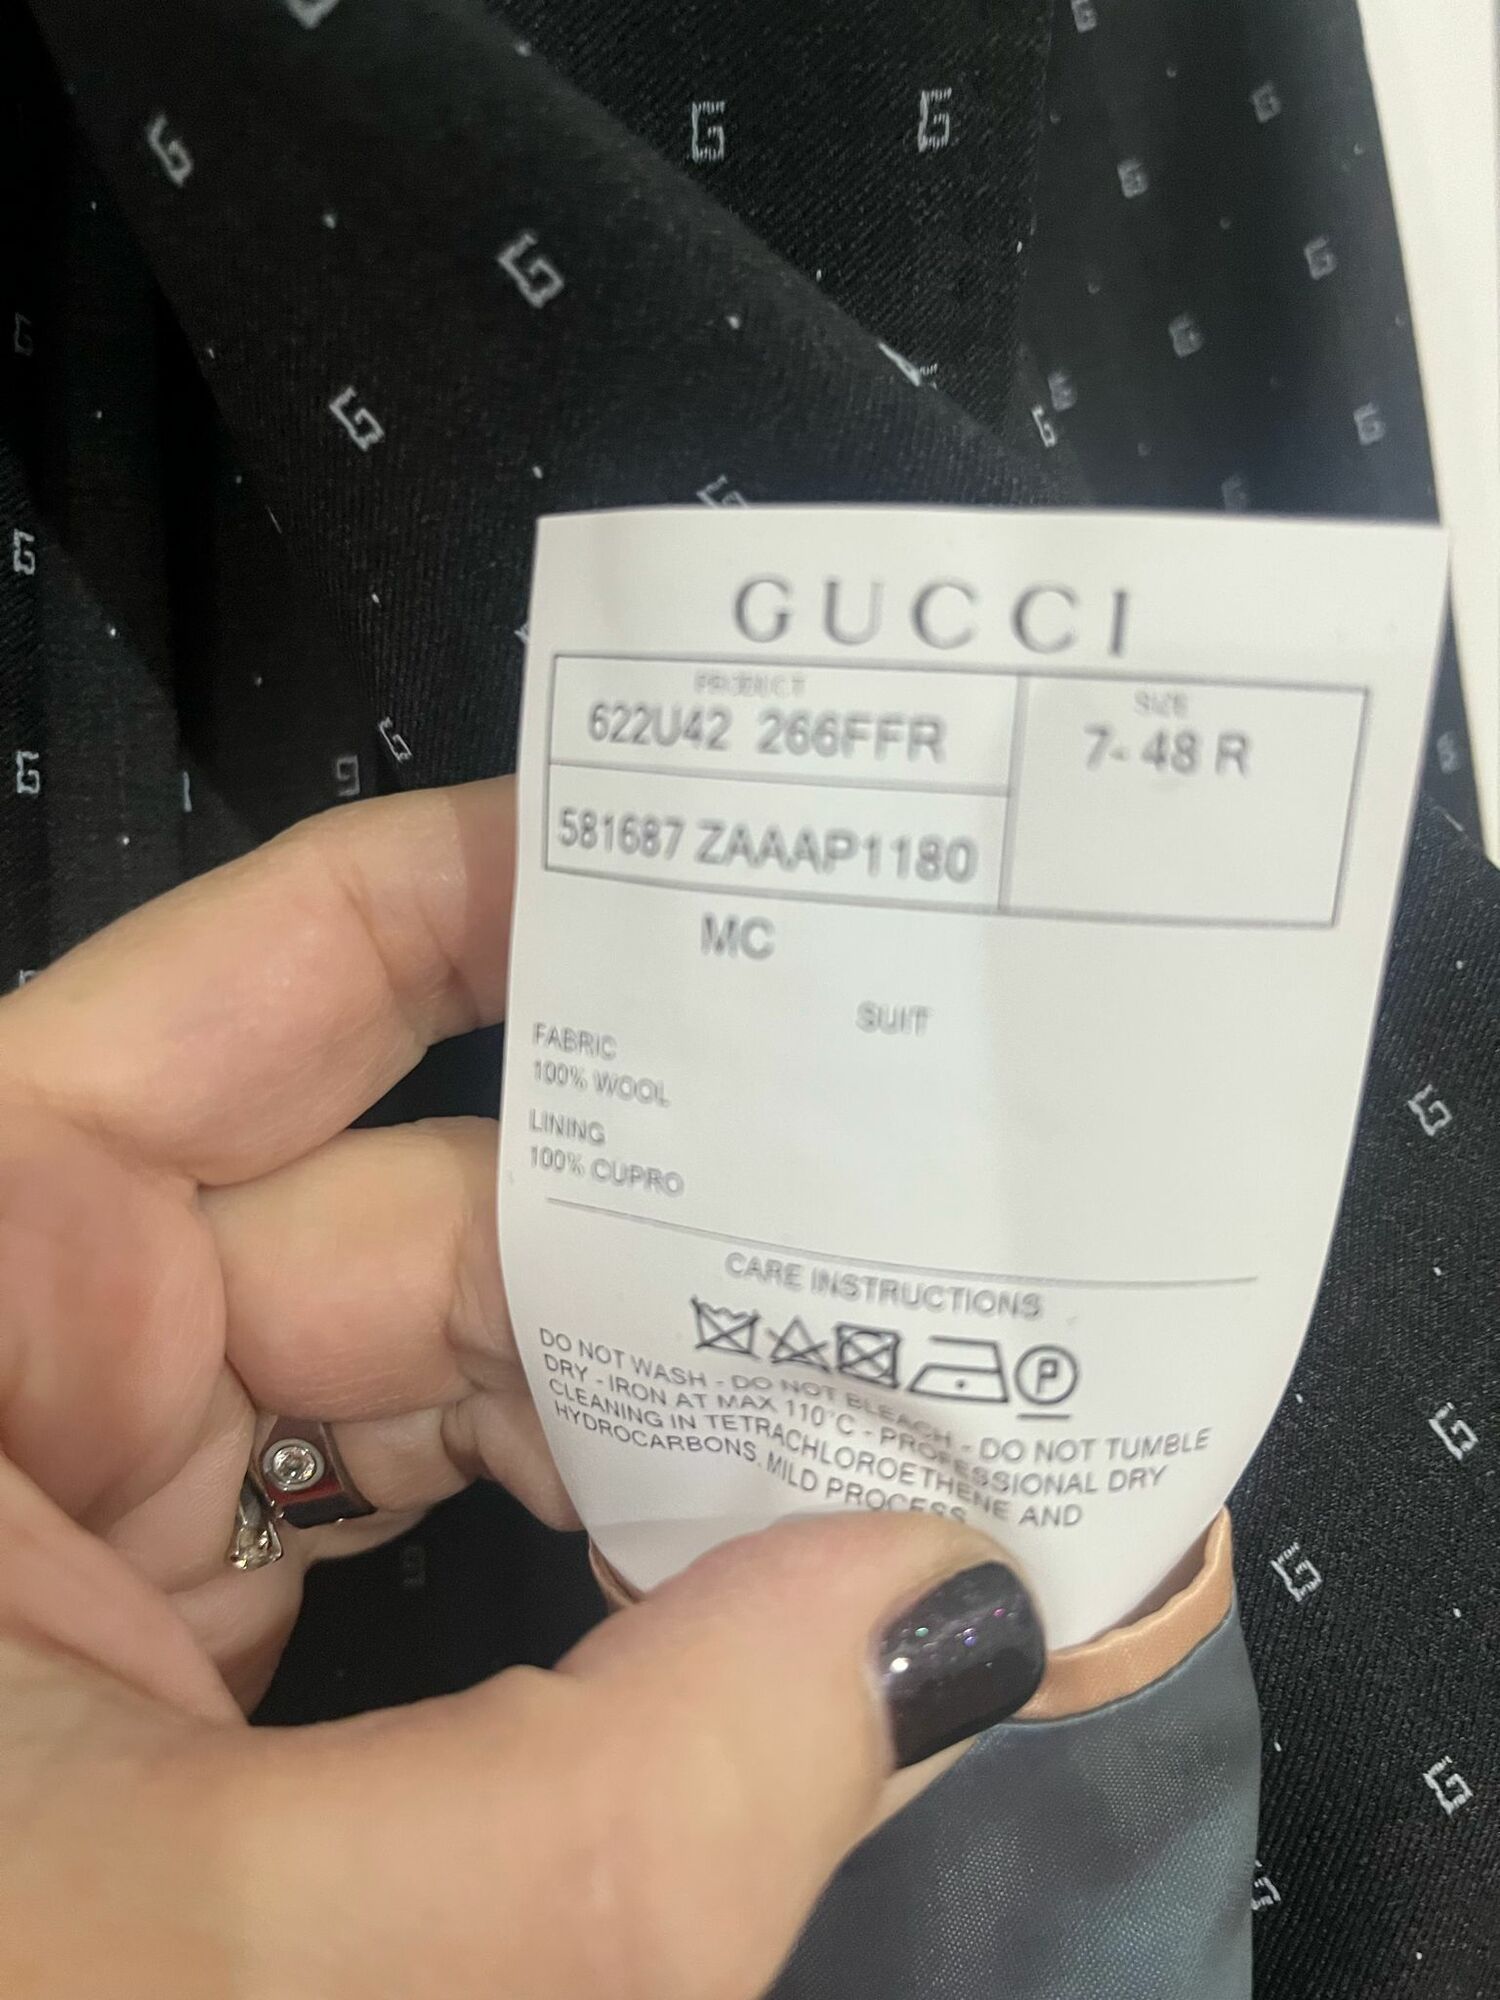 GUCCI
PRODUCT
SIZE
622U42 266FFR
7- 48 R
581687 ZAAAP1180
MC
SUIT
FABRIC
100% WOOL
LINING
100% CUPRO
CARE INSTRUCTIONS
P
DO NOT WASH - DO NOT BLEACH - DO NOT TUMBLE
DRY - IRON AT MAX 110°C - PROFESSIONAL DRY
CLEANING IN TETRACHLOROETHENE AND
HYDROCARBONS. MILD PROCESS